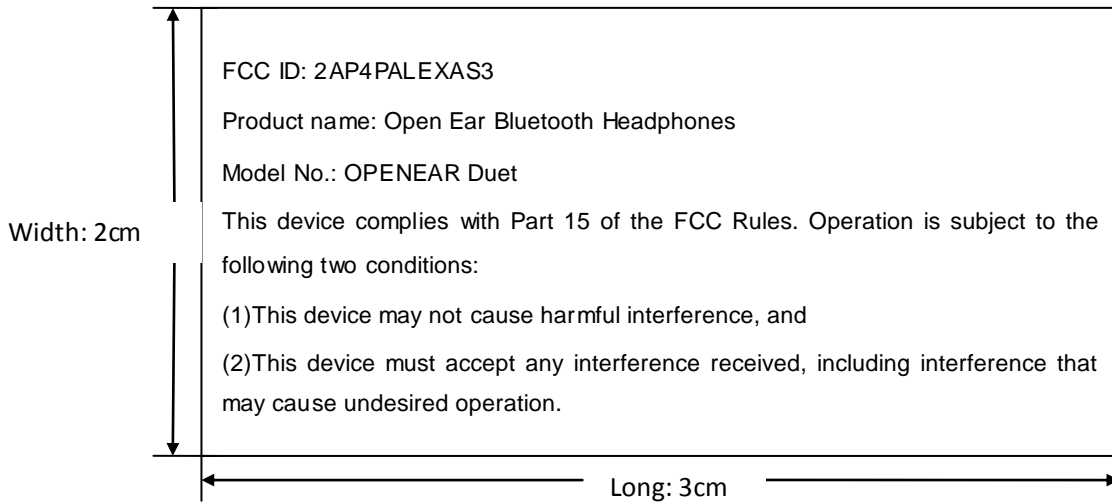 FCC ID: 2AP4PALEXAS3
Product name: Open Ear Bluetooth Headphones
Model No.: OPENEAR Duet
Width: 2cm
This device complies with Part 15 of the FCC Rules. Operation is subject to the
following two conditions:
(1)This device may not cause harmful interference, and
(2)This device must accept any interference received, including interference that
may cause undesired operation.
Long: 3cm